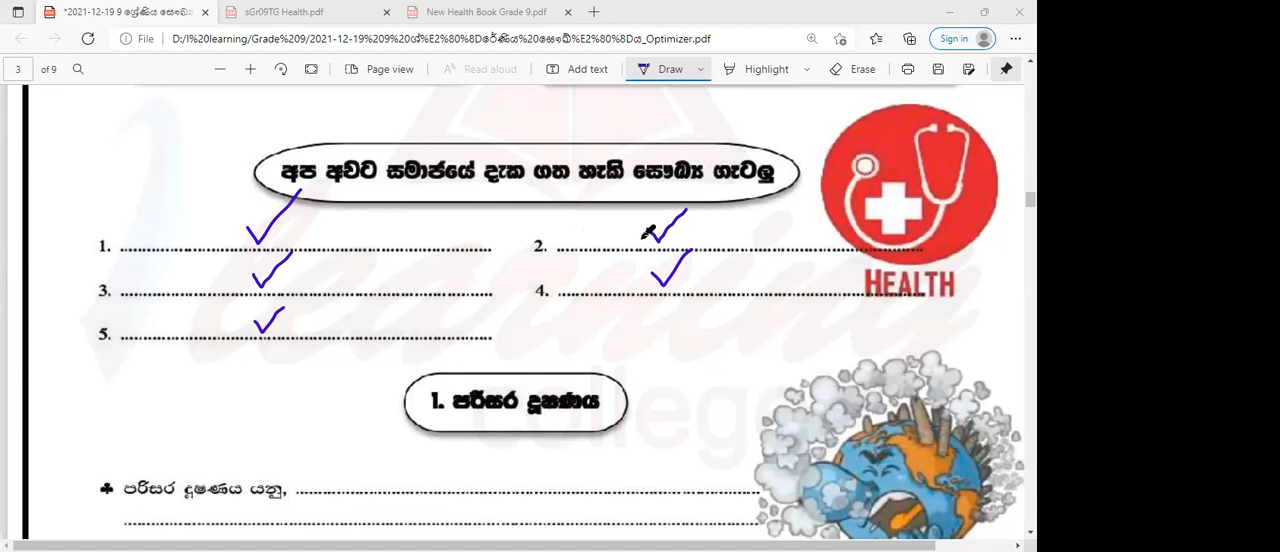 *2021-12-19 9 ශ්‍රේණිය සෞඛ්‍ය
sGr09TG Health.pdf
New Health Book Grade 9.pdf
File D:/I%20learning/Grade%209/2021-12-19%209%20ශ්%E2%80%8Dරේණිය%20සෞඛ්%E2%80%8Dය_Optimizer.pdf
Sign in
3 of 9 Page view Read aloud Add text Draw Highlight Erase
අප අවට සමාජයේ දැක ගත හැකි සෞඛ්‍ය ගැටලු
1. 2.
3. 4.
HEALTH
5.
1. පරිසර දූෂණය
පරිසර දූෂණය යනු,
learning
college